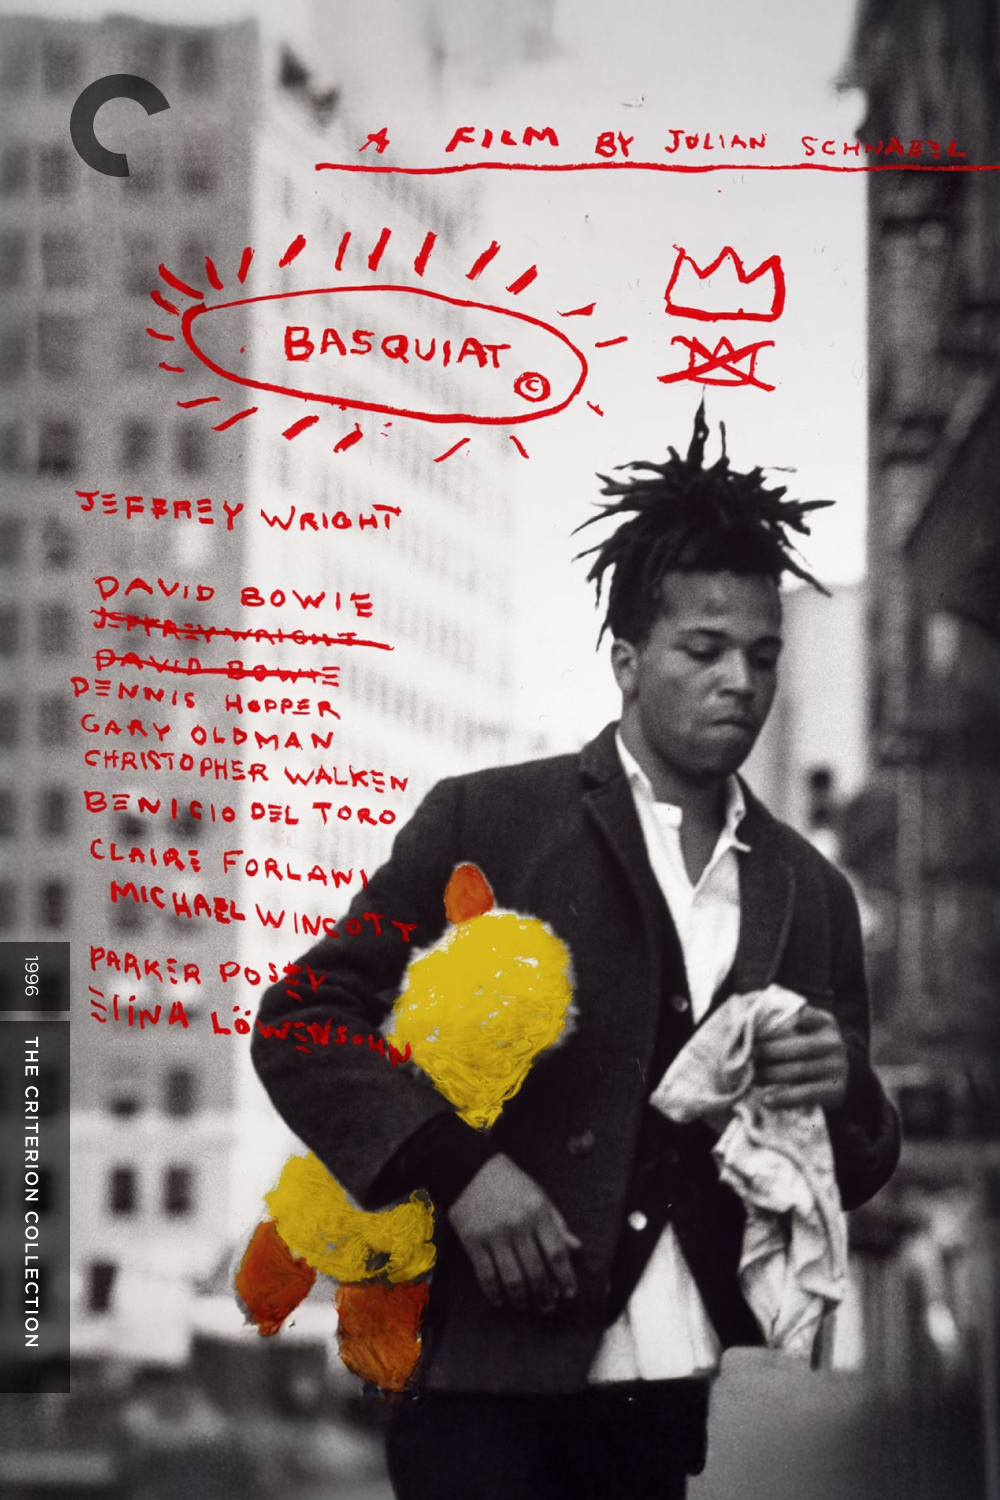 A FILM BY JULIAN SCHNABEL
BASQUIAT
©
JEFFREY WRIGHT
DAVID BOWIE
JEFFREY WRIGHT
DAVID BOWIE
DENNIS HOPPER
GARY OLDMAN
CHRISTOPHER WALKEN
BENICIO DEL TORO
CLAIRE FORLANI
MICHAEL WINCOTT
PARKER POSEY
ELINA LÖWENSOHN
1996
THE CRITERION COLLECTION